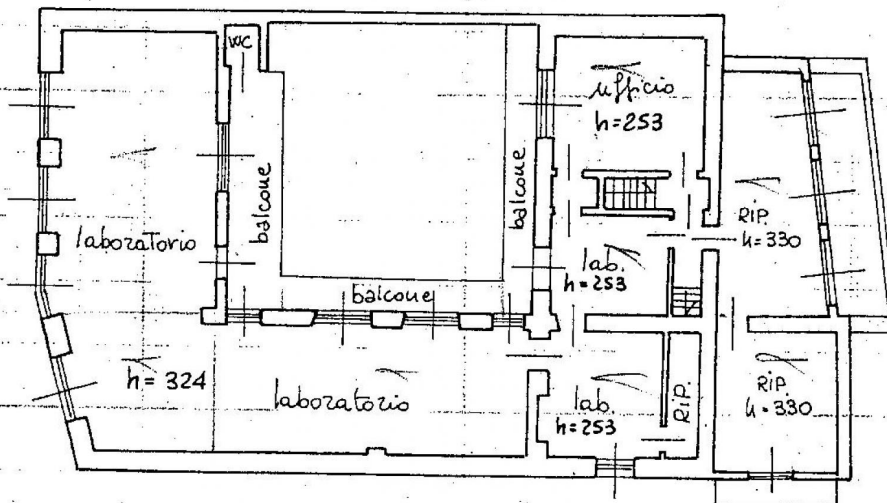 WC
ufficio
h=253
balcone
balcone
laboratorio
RIP.
h=330
lab.
h=253
balcone
h= 324
laboratorio
lab.
h=253
RIP.
RIP.
h=330